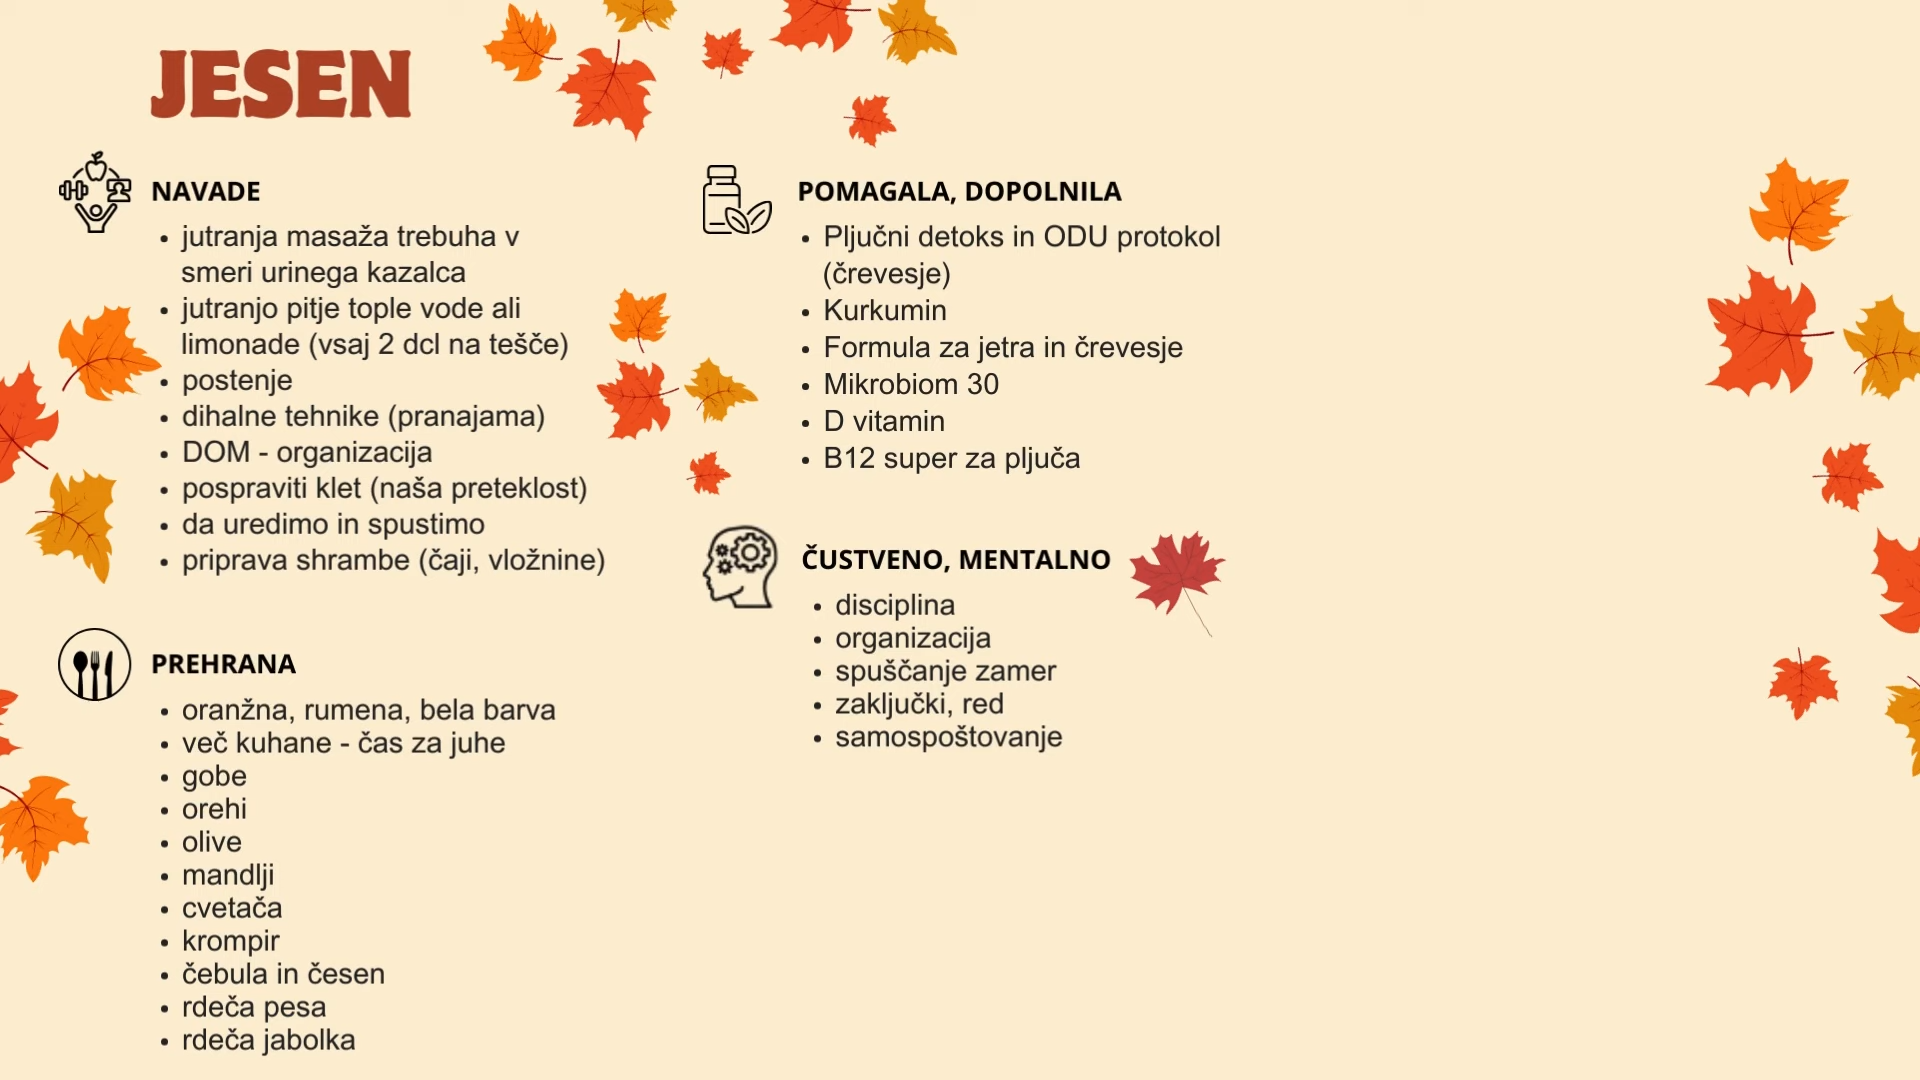 JESEN
NAVADE
• jutranja masaža trebuha v
smeri urinega kazalca
• jutranjo pitje tople vode ali
limonade (vsaj 2 dcl na tešče)
• postenje
• dihalne tehnike (pranajama)
• DOM - organizacija
• pospraviti klet (naša preteklost)
• da uredimo in spustimo
• priprava shrambe (čaji, vložnine)
PREHRANA
• oranžna, rumena, bela barva
• več kuhane - čas za juhe
• gobe
• orehi
• olive
• mandlji
• cvetača
• krompir
• čebula in česen
• rdeča pesa
• rdeča jabolka
POMAGALA, DOPOLNILA
• Pljučni detoks in ODU protokol
(črevesje)
• Kurkumin
• Formula za jetra in črevesje
• Mikrobiom 30
• D vitamin
• B12 super za pljuča
ČUSTVENO, MENTALNO
• disciplina
• organizacija
• spuščanje zamer
• zaključki, red
• samospoštovanje